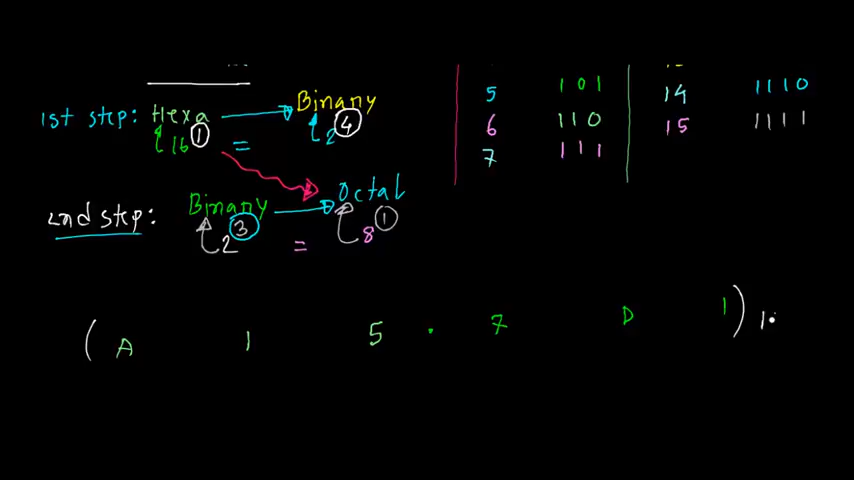 5 101 14 1110
6 110 15 1111
7 111
1st step: Hexa → Binary
16^1 = 2^4
2nd step: Binary → Octal
2^3 = 8^1
( A 1 5 . 7 D 1 ) 1